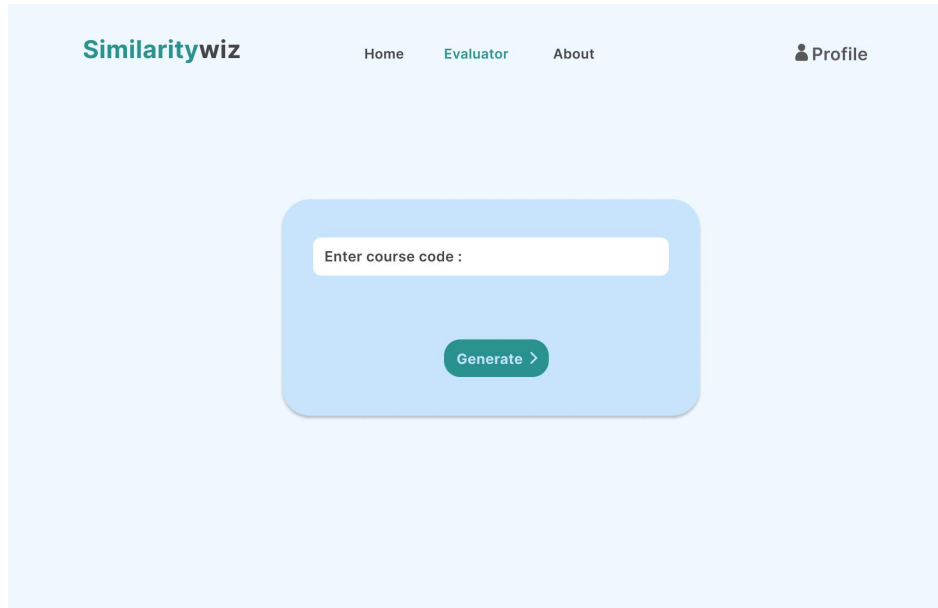 Similaritywiz
Home Evaluator About
Profile
Enter course code :
Generate >